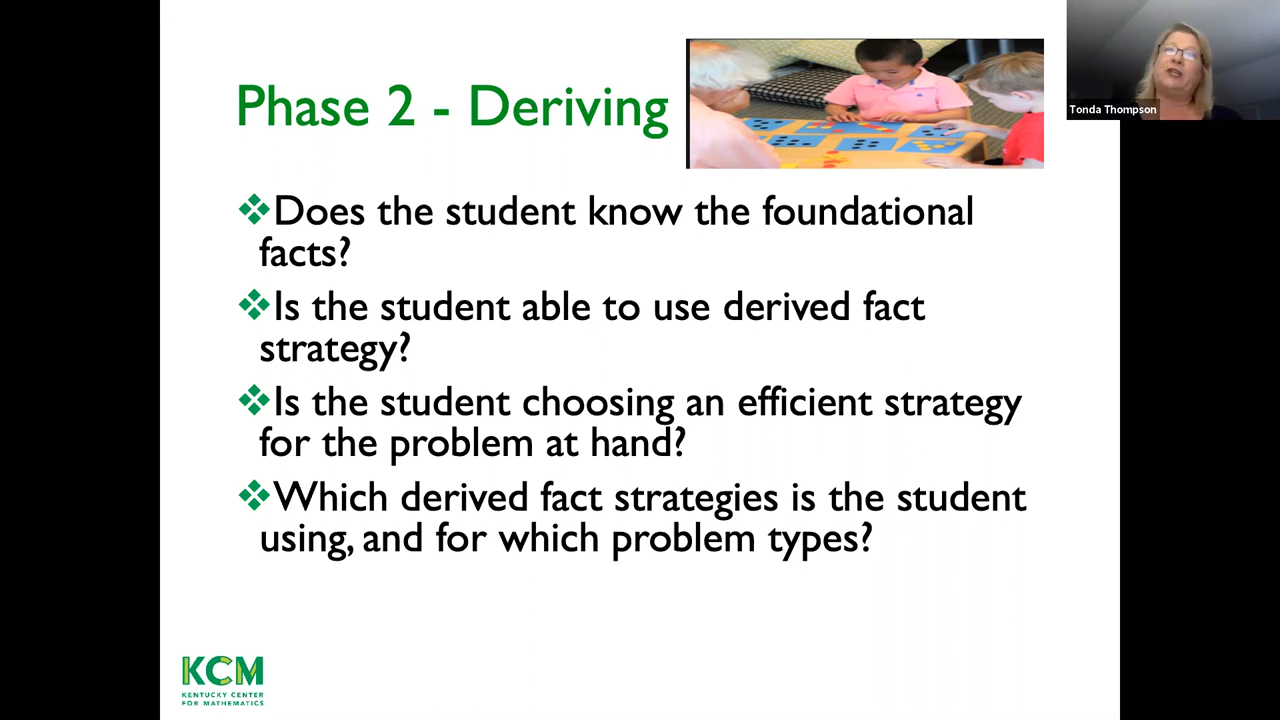 Phase 2 - Deriving
Tonda Thompson
❖Does the student know the foundational
facts?
❖Is the student able to use derived fact
strategy?
❖Is the student choosing an efficient strategy
for the problem at hand?
❖Which derived fact strategies is the student
using, and for which problem types?
KCM
KENTUCKY CENTER
FOR MATHEMATICS